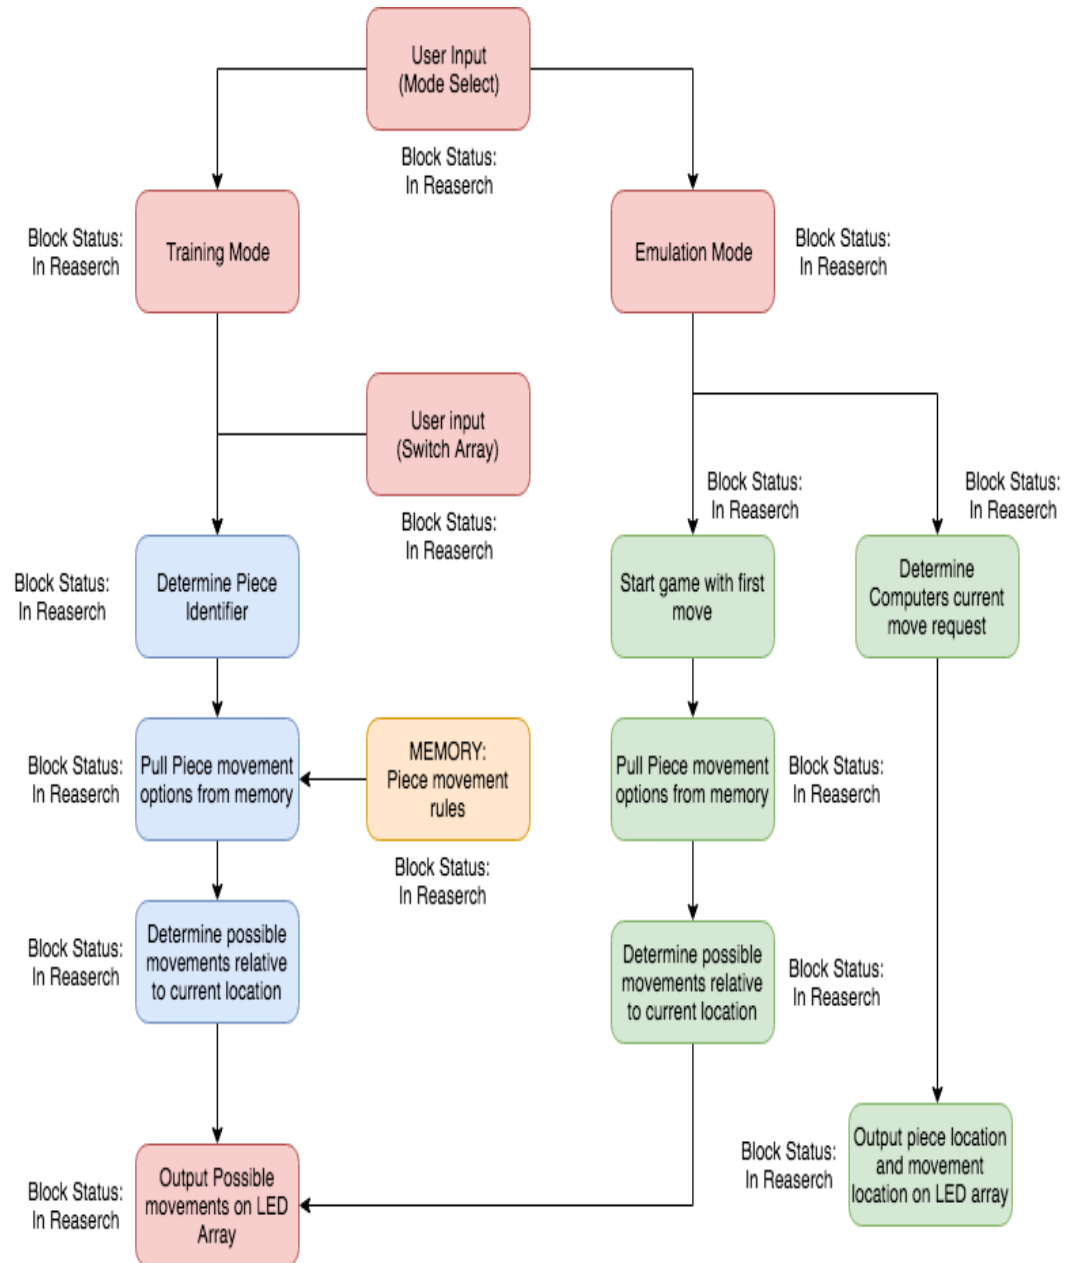 User Input
(Mode Select)
Block Status:
In Reaserch
Block Status:
In Reaserch
Training Mode
Emulation Mode
Block Status:
In Reaserch
User input
(Switch Array)
Block Status:
In Reaserch
Block Status:
In Reaserch
Block Status:
In Reaserch
Block Status:
In Reaserch
Determine Piece
Identifier
Start game with first
move
Determine
Computers current
move request
Block Status:
In Reaserch
Pull Piece movement
options from memory
MEMORY:
Piece movement
rules
Block Status:
In Reaserch
Pull Piece movement
options from memory
Block Status:
In Reaserch
Block Status:
In Reaserch
Determine possible
movements relative
to current location
Determine possible
movements relative
to current location
Block Status:
In Reaserch
Block Status:
In Reaserch
Output Possible
movements on LED
Array
Block Status:
In Reaserch
Output piece location
and movement
location on LED array